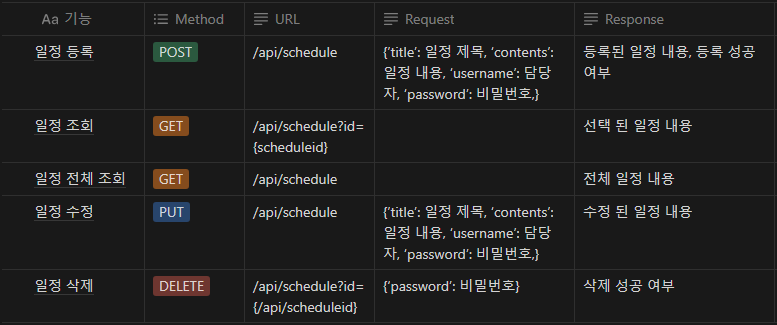 Aa 기능 Method URL Request Response
일정 등록 POST /api/schedule {‘title’: 일정 제목, ‘contents’: 등록된 일정 내용, 등록 성공
일정 내용, ‘username’: 담당 여부
자, ‘password’: 비밀번호,}
일정 조회 GET /api/schedule?id= 선택 된 일정 내용
{scheduleid}
일정 전체 조회 GET /api/schedule 전체 일정 내용
일정 수정 PUT /api/schedule {‘title’: 일정 제목, ‘contents’: 수정 된 일정 내용
일정 내용, ‘username’: 담당
자, ‘password’: 비밀번호,}
일정 삭제 DELETE /api/schedule?id= {‘password’: 비밀번호} 삭제 성공 여부
{/api/scheduleid}